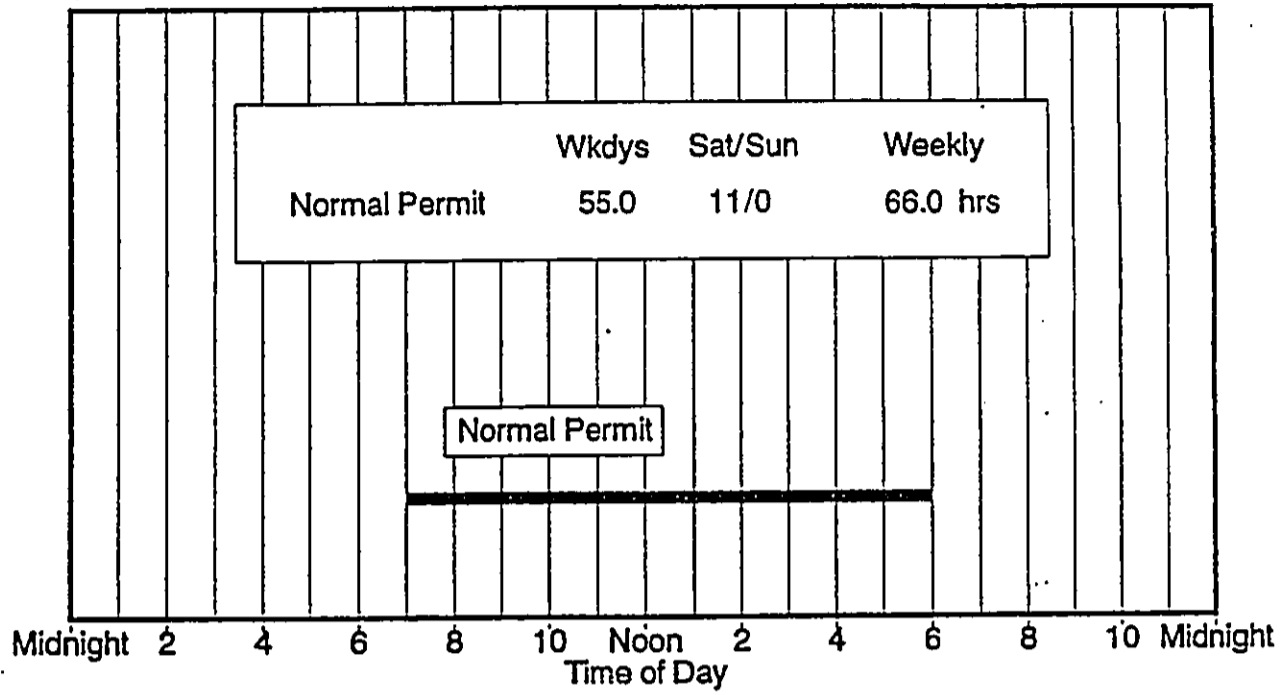 Wkdys Sat/Sun Weekly
Normal Permit 55.0 11/0 66.0 hrs
Normal Permit
Midnight 2 4 6 8 10 Noon 2 4 6 8 10 Midnight
Time of Day